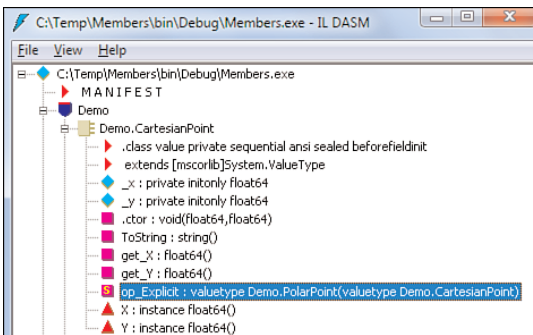 C:\Temp\Members\bin\Debug\Members.exe - IL DASM
File View Help
C:\Temp\Members\bin\Debug\Members.exe
M A N I F E S T
Demo
Demo.CartesianPoint
.class value private sequential ansi sealed beforefieldinit
extends [mscorlib]System.ValueType
_x : private initonly float64
_y : private initonly float64
.ctor : void(float64,float64)
ToString : string()
get_X : float64()
get_Y : float64()
S op_Explicit : valuetype Demo.PolarPoint(valuetype Demo.CartesianPoint)
X : instance float64()
Y : instance float64()